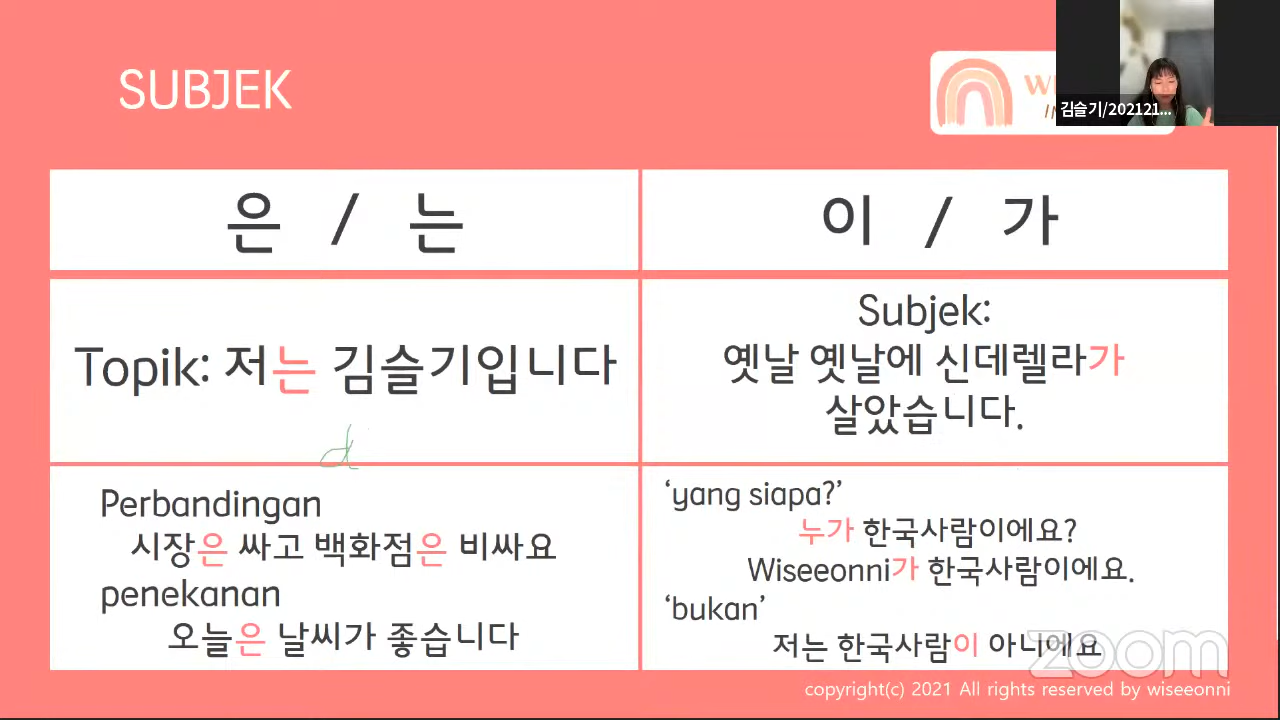 SUBJEK
김슬기/202121...
은 / 는
이 / 가
Topik: 저는 김슬기입니다
Subjek:
옛날 옛날에 신데렐라가
살았습니다.
d
Perbandingan
시장은 싸고 백화점은 비싸요
penekanan
오늘은 날씨가 좋습니다
‘yang siapa?’
누가 한국사람이에요?
Wiseeonni가 한국사람이에요.
‘bukan’
저는 한국사람이 아니에요
zoom
copyright(c) 2021 All rights reserved by wiseeonni